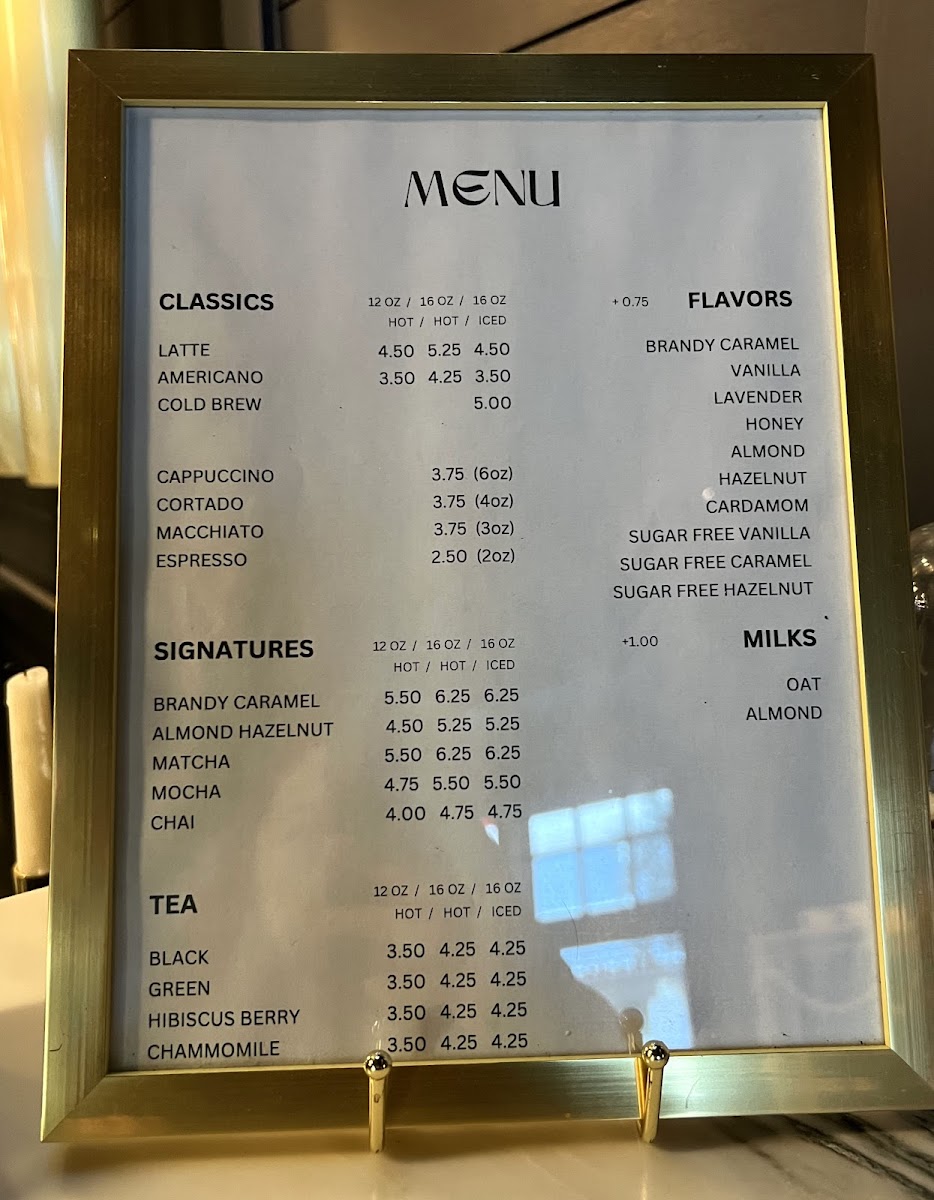 MENU
CLASSICS
12 OZ / 16 OZ / 16 OZ
HOT / HOT / ICED
LATTE 4.50 5.25 4.50
AMERICANO 3.50 4.25 3.50
COLD BREW 5.00
CAPPUCCINO 3.75 (6oz)
CORTADO 3.75 (4oz)
MACCHIATO 3.75 (3oz)
ESPRESSO 2.50 (2oz)
SIGNATURES
12 OZ / 16 OZ / 16 OZ
HOT / HOT / ICED
BRANDY CARAMEL 5.50 6.25 6.25
ALMOND HAZELNUT 4.50 5.25 5.25
MATCHA 5.50 6.25 6.25
MOCHA 4.75 5.50 5.50
CHAI 4.00 4.75 4.75
TEA
12 OZ / 16 OZ / 16 OZ
HOT / HOT / ICED
BLACK 3.50 4.25 4.25
GREEN 3.50 4.25 4.25
HIBISCUS BERRY 3.50 4.25 4.25
CHAMMOMILE 3.50 4.25 4.25
+ 0.75 FLAVORS
BRANDY CARAMEL
VANILLA
LAVENDER
HONEY
ALMOND
HAZELNUT
CARDAMOM
SUGAR FREE VANILLA
SUGAR FREE CARAMEL
SUGAR FREE HAZELNUT
+1.00 MILKS
OAT
ALMOND